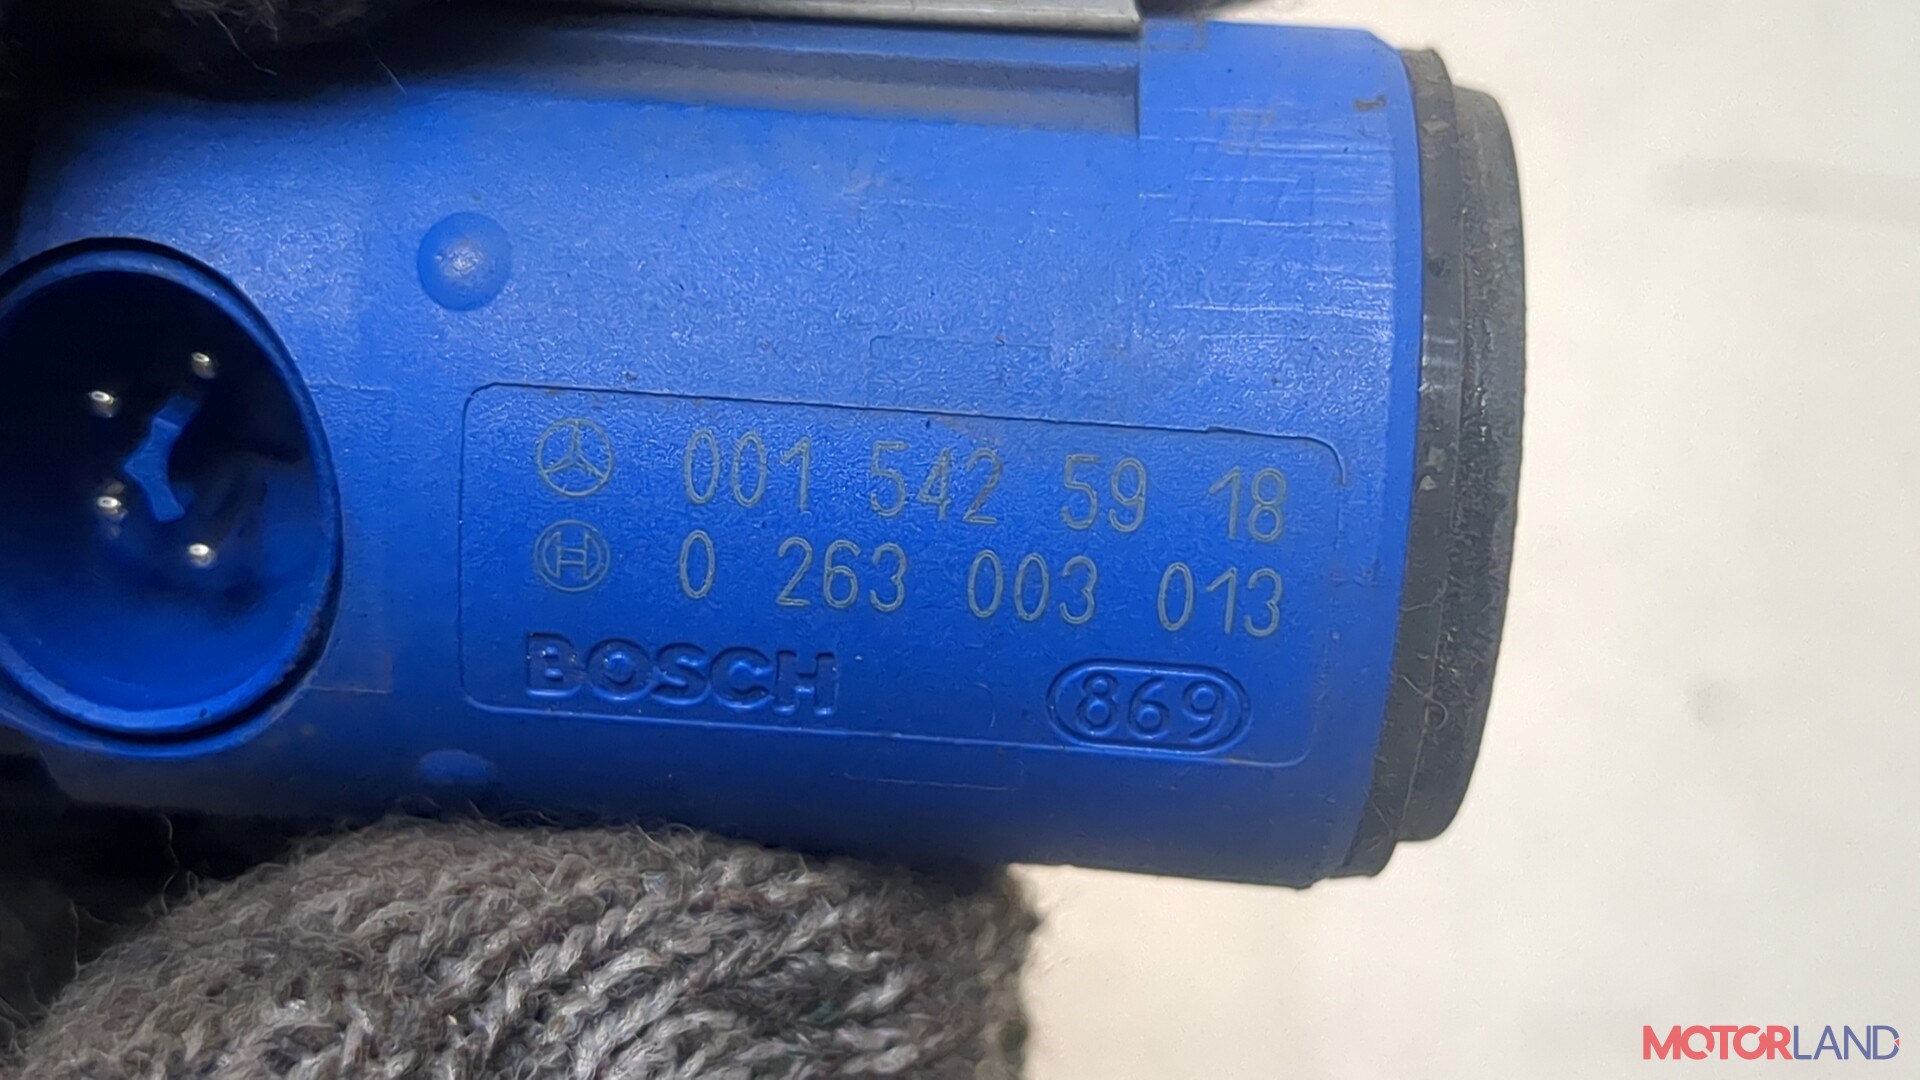 001 542 59 18
0 263 003 013
BOSCH 869
MOTORLAND